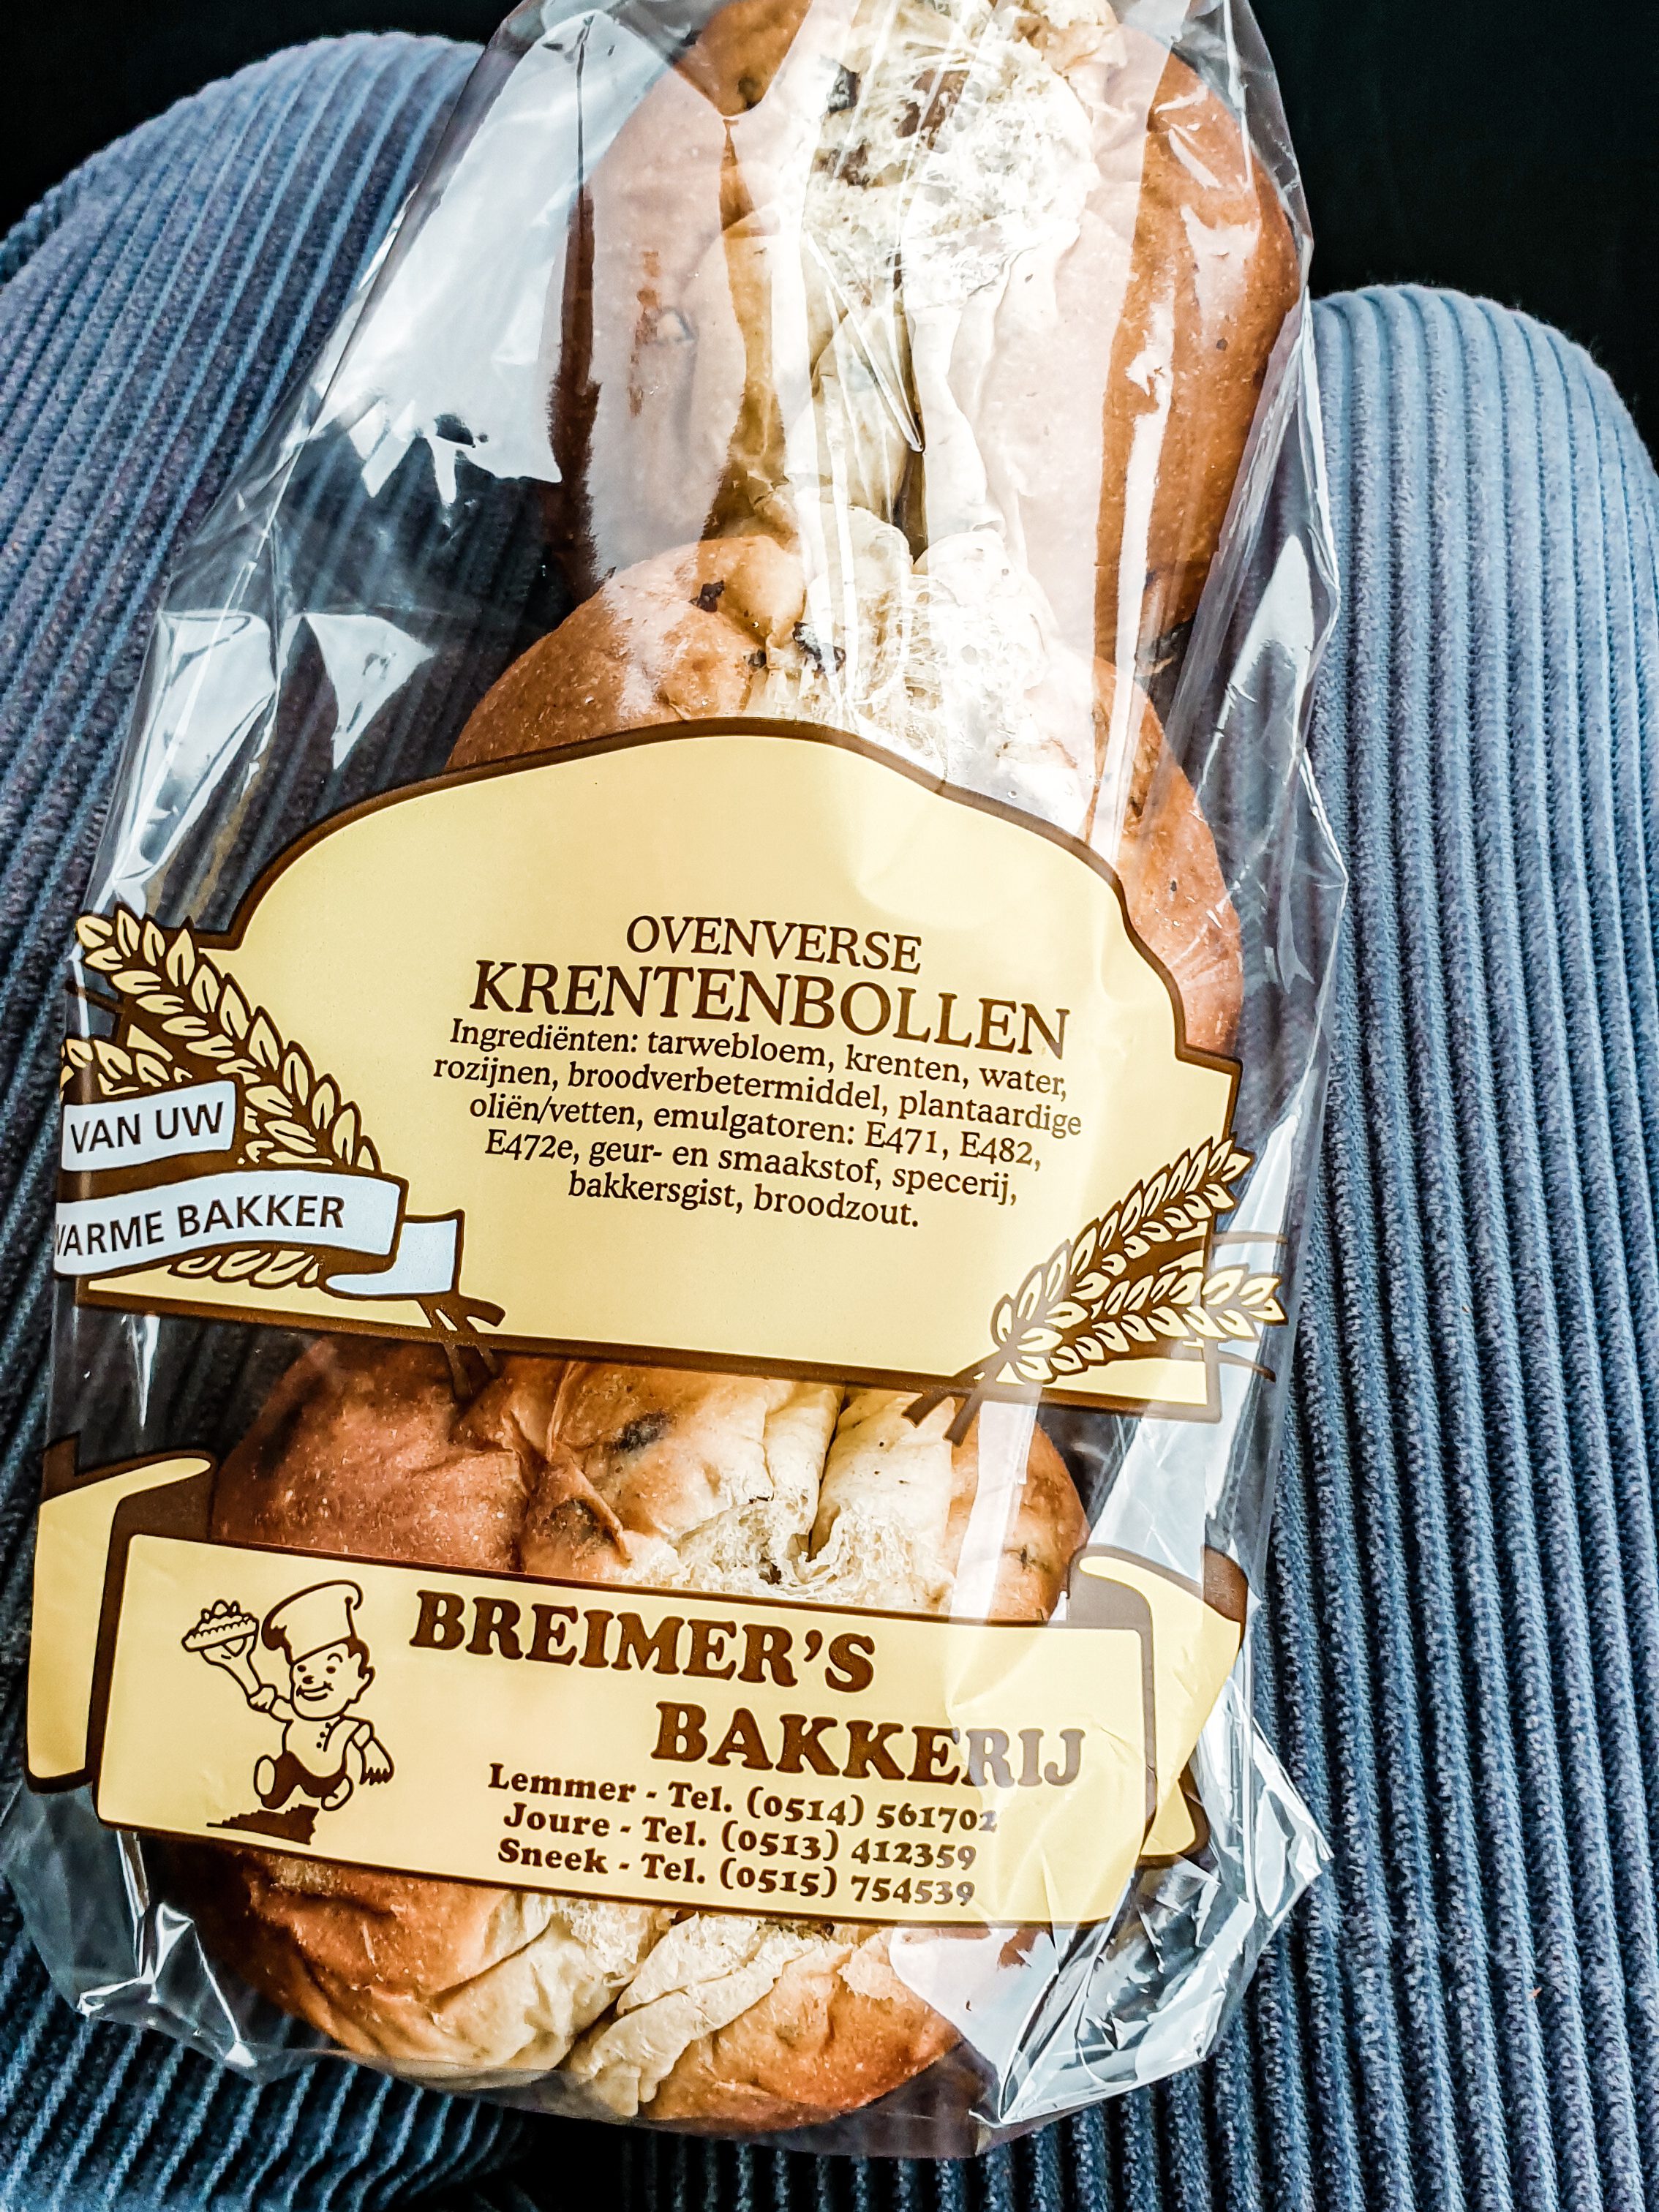 OVENVERSE
KRENTENBOLLEN
Ingrediënten: tarwebloem, krenten, water,
rozijnen, broodverbetermiddel, plantaardige
oliën/vetten, emulgatoren: E471, E482,
E472e, geur- en smaakstof, specerij,
bakkersgist, broodzout.
VAN UW
WARME BAKKER
BREIMER'S
BAKKERIJ
Lemmer - Tel. (0514) 561702
Joure - Tel. (0513) 412359
Sneek - Tel. (0515) 754539